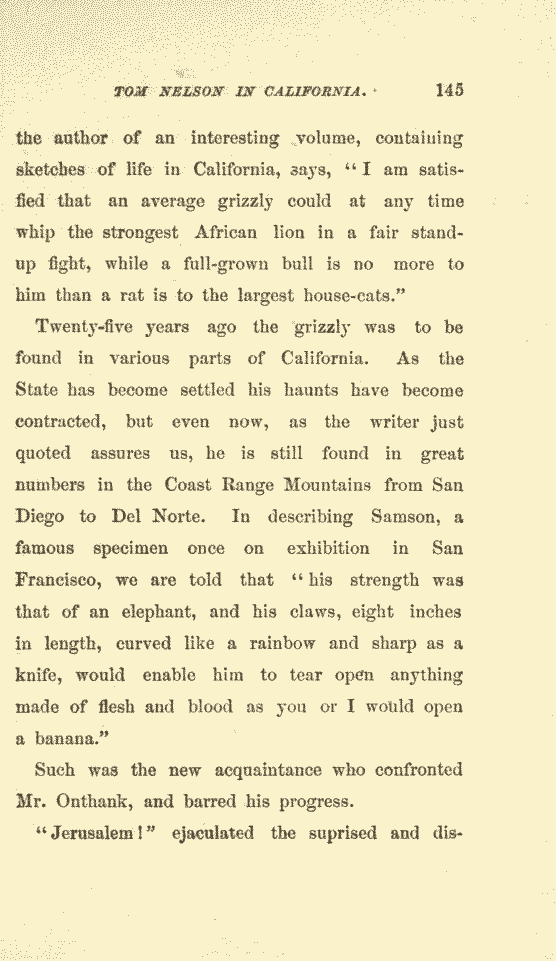 TOM NELSON IN CALIFORNIA. 145
the author of an interesting volume, containing
sketches of life in California, says, “I am satis-
fied that an average grizzly could at any time
whip the strongest African lion in a fair stand-
up fight, while a full-grown bull is no more to
him than a rat is to the largest house-cats.”
Twenty-five years ago the grizzly was to be
found in various parts of California. As the
State has become settled his haunts have become
contracted, but even now, as the writer just
quoted assures us, he is still found in great
numbers in the Coast Range Mountains from San
Diego to Del Norte. In describing Samson, a
famous specimen once on exhibition in San
Francisco, we are told that “his strength was
that of an elephant, and his claws, eight inches
in length, curved like a rainbow and sharp as a
knife, would enable him to tear open anything
made of flesh and blood as you or I would open
a banana.”
Such was the new acquaintance who confronted
Mr. Onthank, and barred his progress.
“Jerusalem!” ejaculated the suprised and dis-